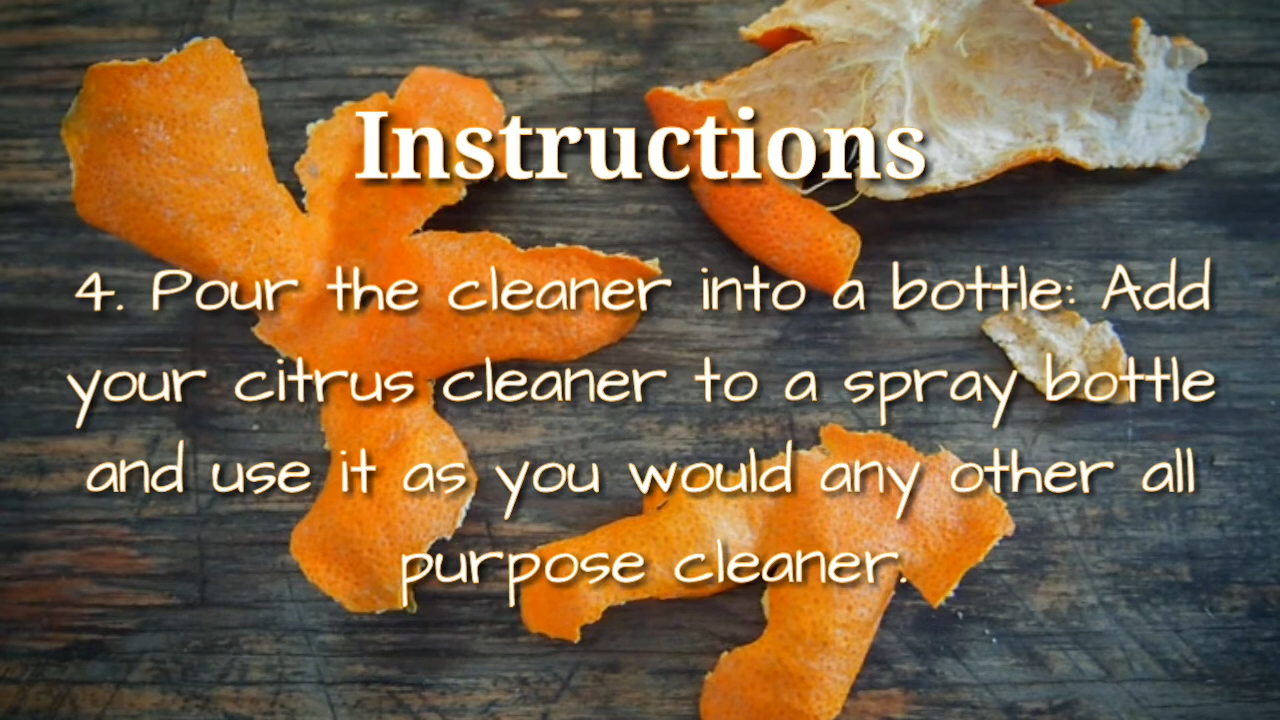 Instructions
4. Pour the cleaner into a bottle: Add
your citrus cleaner to a spray bottle
and use it as you would any other all
purpose cleaner.